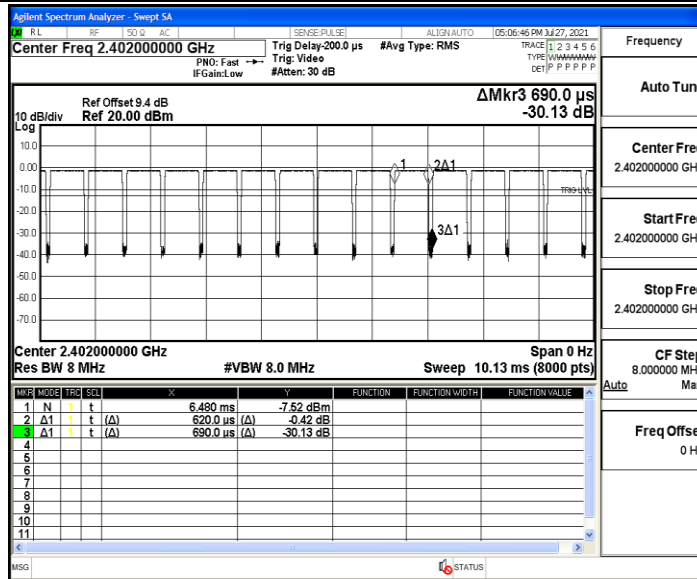 Agilent Spectrum Analyzer - Swept SA
RL RF 50 Ω AC SENSE:PULSE ALIGN AUTO 05:06:46 PM Jul 27, 2021
Center Freq 2.402000000 GHz
PNO: Fast
IFGain:Low
Trig Delay-200.0 µs
Trig: Video
#Atten: 30 dB
#Avg Type: RMS
TRACE 1 2 3 4 5 6
TYPE WWWWWW
DET P P P P P P
Ref Offset 9.4 dB
10 dB/div Ref 20.00 dBm
Log
ΔMkr3 690.0 µs
-30.13 dB
10.0
0.00
-10.0
-20.0
-30.0
-40.0
-50.0
-60.0
-70.0
1
2Δ1
TRIG LVL
3Δ1
Center 2.402000000 GHz Span 0 Hz
Res BW 8 MHz #VBW 8.0 MHz Sweep 10.13 ms (8000 pts)
MKR MODE TRC SCL X Y FUNCTION FUNCTION WIDTH FUNCTION VALUE
1 N 1 t 6.480 ms -7.52 dBm
2 Δ1 1 t (Δ) 620.0 µs (Δ) -0.42 dB
3 Δ1 1 t (Δ) 690.0 µs (Δ) -30.13 dB
4
5
6
7
8
9
10
11
MSG STATUS
Frequency
Auto Tun
Center Fre
2.402000000 GH
Start Fre
2.402000000 GH
Stop Fre
2.402000000 GH
CF Step
8.000000 MH
Auto Ma
Freq Offse
0 H